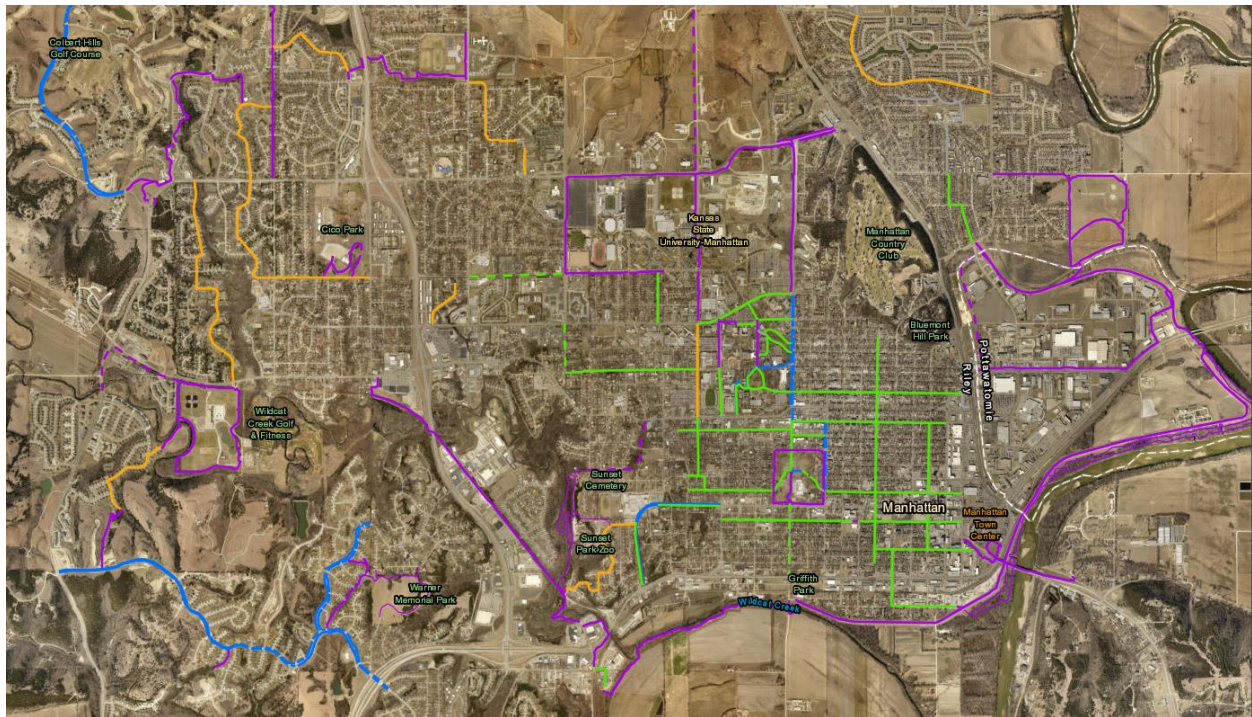 Colbert Hills
Golf Course
Cico Park
Kansas
State
University-Manhattan
Manhattan
Country
Club
Bluemont
Hill Park
Riley
Pottawatomie
Wildcat
Creek Golf
& Fitness
Sunset
Cemetery
Manhattan
Manhattan
Town
Center
Sunset
Park Zoo
Warner
Memorial Park
Griffith
Park
Wildcat Creek